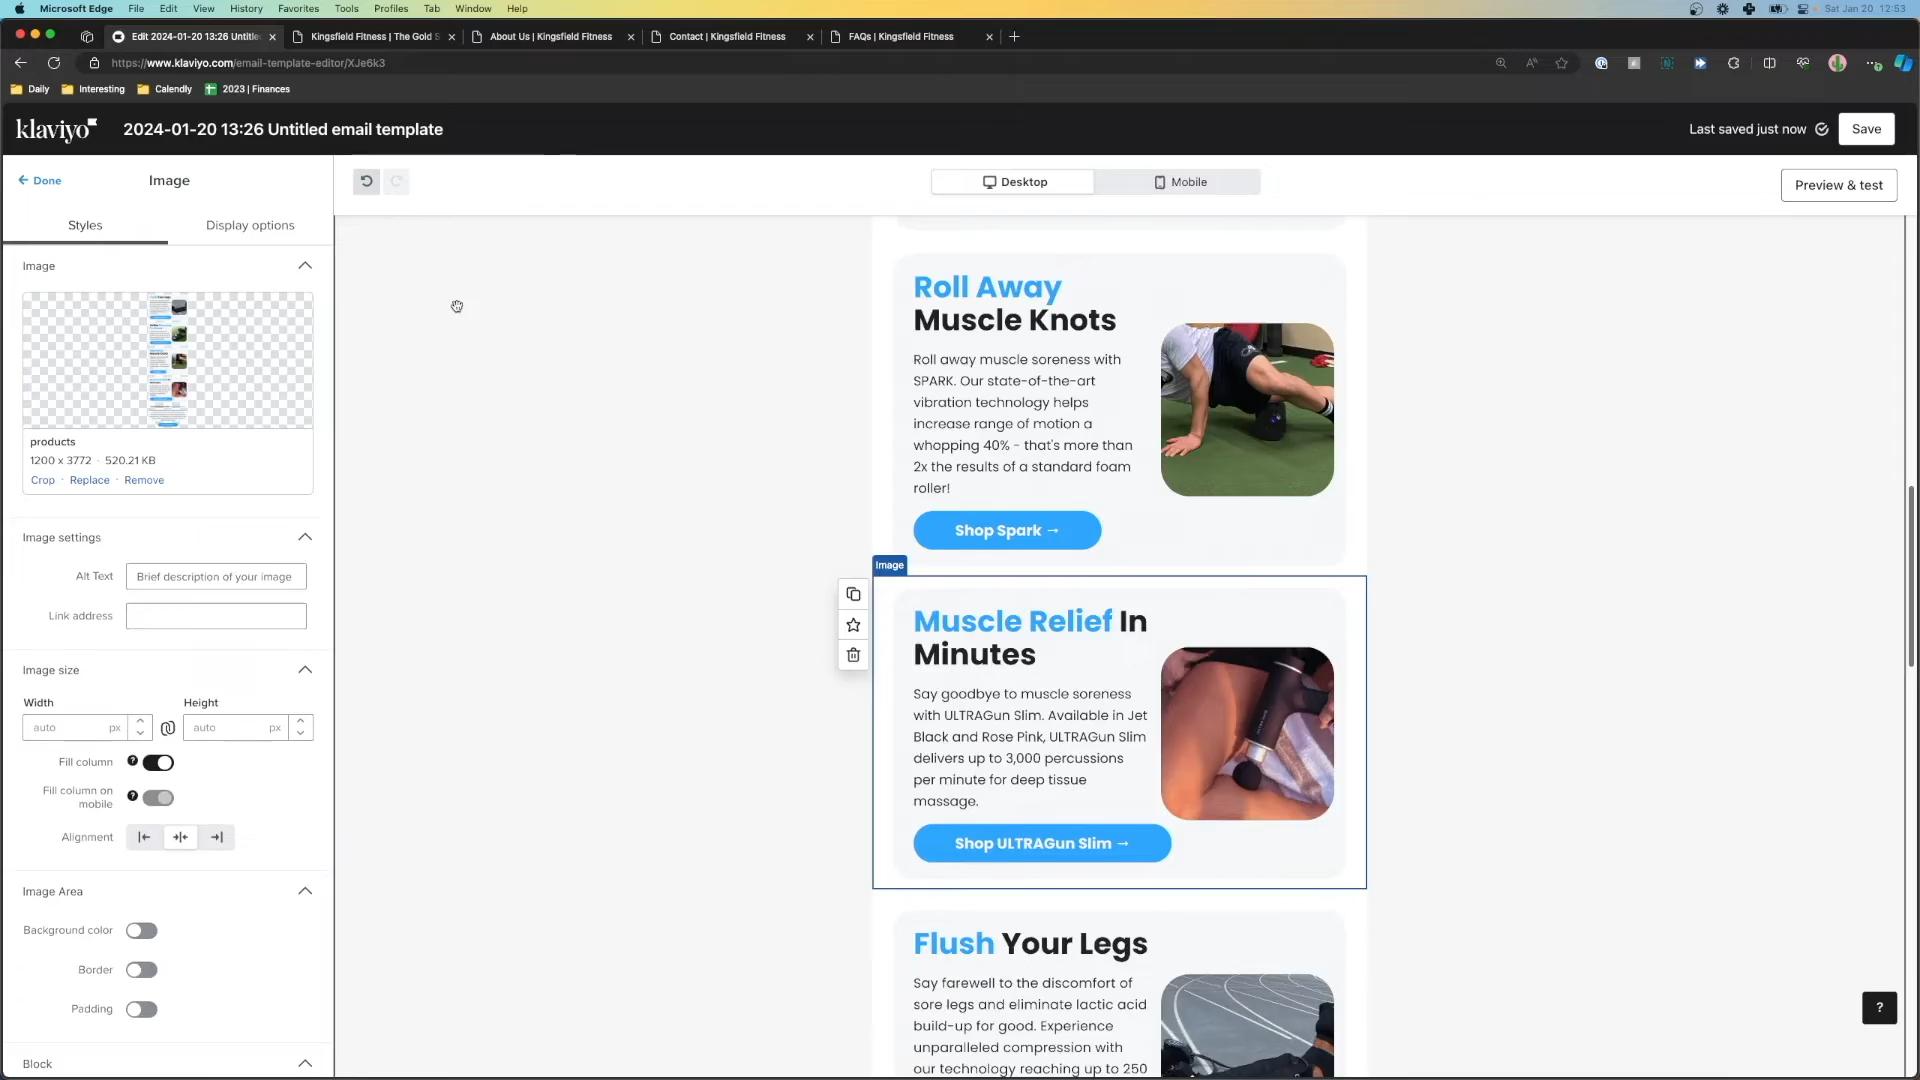 Microsoft Edge File Edit View History Favorites Tools Profiles Tab Window Help Sat Jan 20 12:53
Edit 2024-01-20 13:26 Untitle
Kingsfield Fitness | The Gold S
About Us | Kingsfield Fitness
Contact | Kingsfield Fitness
FAQs | Kingsfield Fitness
https://www.klaviyo.com/email-template-editor/XJe6k3
Daily Interesting Calendly 2023 | Finances
klaviyo 2024-01-20 13:26 Untitled email template
Last saved just now
Save
Done
Image
Styles Display options
Image
products
1200 x 3772 · 520.21 KB
Crop · Replace · Remove
Image settings
Alt Text Brief description of your image
Link address
Image size
Width Height
auto px auto px
Fill column
Fill column on
mobile
Alignment
Image Area
Background color
Border
Padding
Block
Desktop Mobile
Preview & test
Roll Away
Muscle Knots
Roll away muscle soreness with
SPARK. Our state-of-the-art
vibration technology helps
increase range of motion a
whopping 40% - that's more than
2x the results of a standard foam
roller!
Shop Spark →
Image
Muscle Relief In
Minutes
Say goodbye to muscle soreness
with ULTRAGun Slim. Available in Jet
Black and Rose Pink, ULTRAGun Slim
delivers up to 3,000 percussions
per minute for deep tissue
massage.
Shop ULTRAGun Slim →
Flush Your Legs
Say farewell to the discomfort of
sore legs and eliminate lactic acid
build-up for good. Experience
unparalleled compression with
our technology reaching up to 250
?